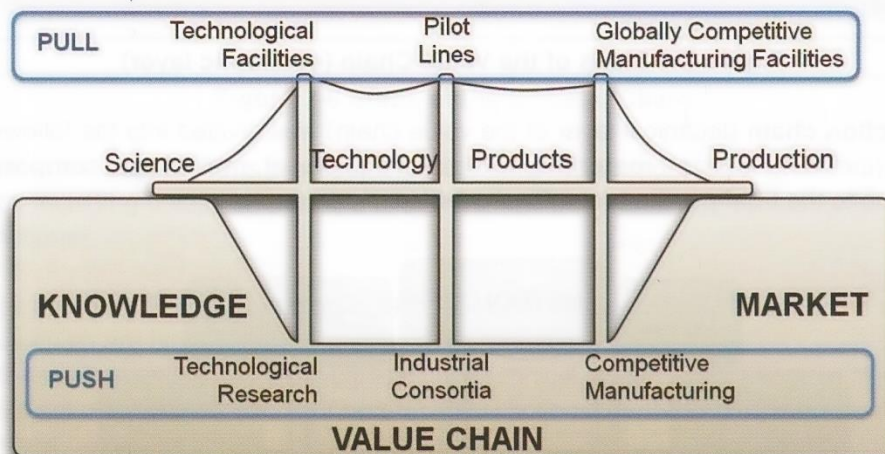 PULL
Technological
Facilities
Pilot
Lines
Globally Competitive
Manufacturing Facilities
Science
Technology
Products
Production
KNOWLEDGE
MARKET
PUSH
Technological
Research
Industrial
Consortia
Competitive
Manufacturing
VALUE CHAIN